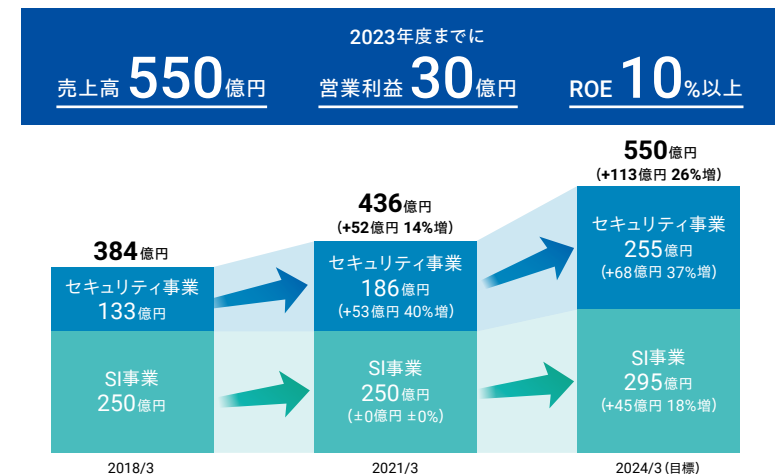 2023年度までに
売上高 550億円
営業利益 30億円
ROE 10%以上
384億円
セキュリティ事業
133億円
SI事業
250億円
2018/3
436億円
(+52億円 14%増)
セキュリティ事業
186億円
(+53億円 40%増)
SI事業
250億円
(±0億円 ±0%)
2021/3
550億円
(+113億円 26%増)
セキュリティ事業
255億円
(+68億円 37%増)
SI事業
295億円
(+45億円 18%増)
2024/3(目標)